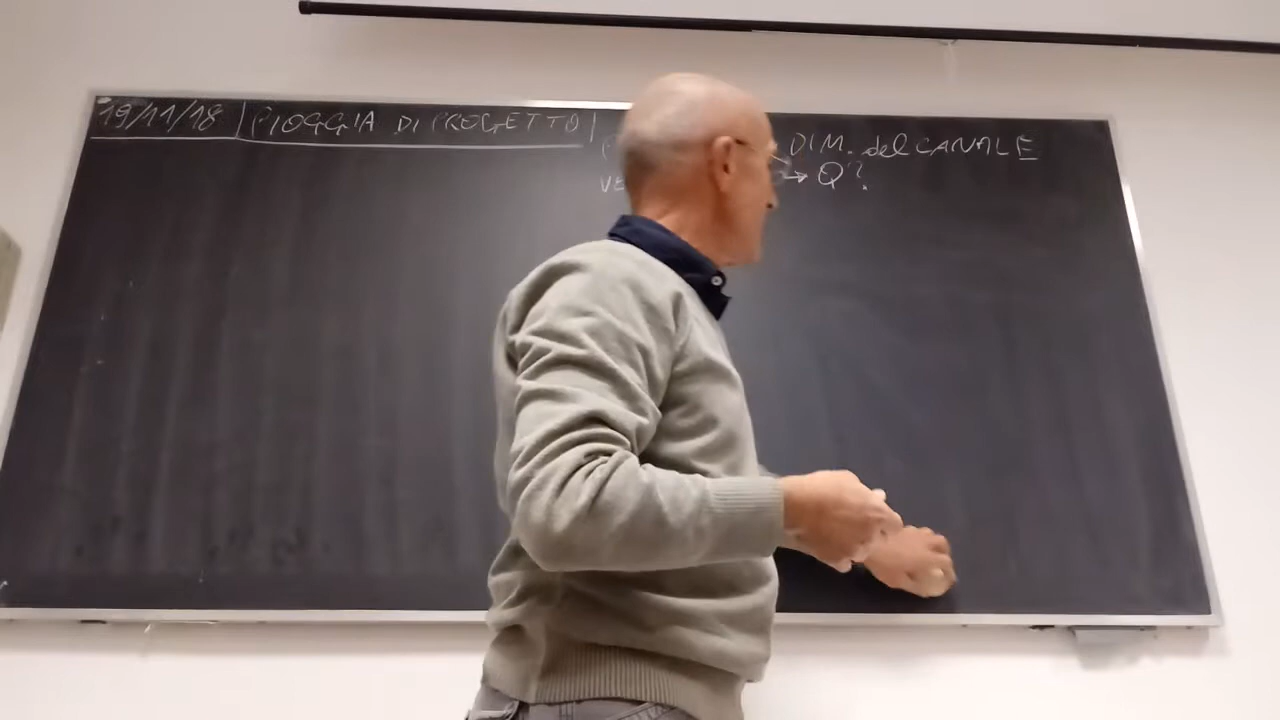 19/11/18 | PIOGGIA DI PROGETTO |
DIM. del CANALE
→ Q?